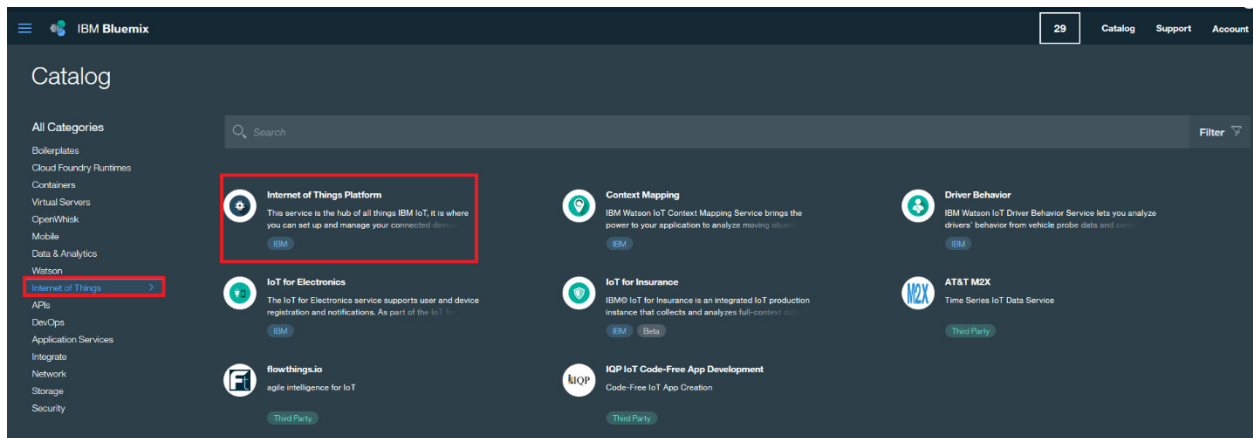 IBM Bluemix
29
Catalog
Support
Account
Catalog
All Categories
Boilerplates
Cloud Foundry Runtimes
Containers
Virtual Servers
OpenWhisk
Mobile
Data & Analytics
Watson
Internet of Things
APIs
DevOps
Application Services
Integrate
Network
Storage
Security
Search
Filter
Internet of Things Platform
This service is the hub of all things IBM IoT, it is where
you can set up and manage your connected
IBM
Context Mapping
IBM Watson IoT Context Mapping Service brings the
power to your application to analyze moving
IBM
Driver Behavior
IBM Watson IoT Driver Behavior Service lets you analyze
drivers' behavior from vehicle probe data and
IBM
IoT for Electronics
The IoT for Electronics service supports user and device
registration and notifications. As part of the IoT
IBM
IoT for Insurance
IBM© IoT for Insurance is an integrated IoT production
instance that collects and analyzes full-context
IBM Beta
M2X
AT&T M2X
Time Series IoT Data Service
Third Party
Ft
flowthings.io
agile intelligence for IoT
Third Party
IQP
IQP IoT Code-Free App Development
Code-Free IoT App Creation
Third Party